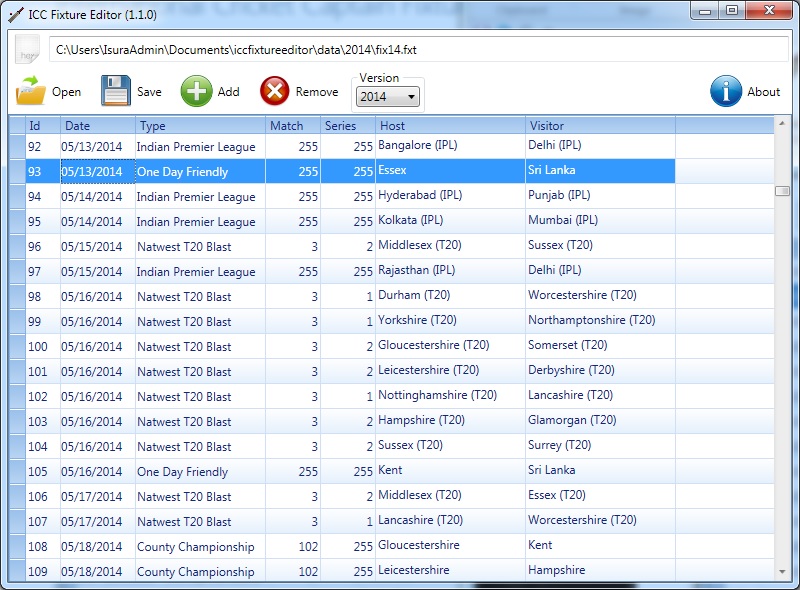 ICC Fixture Editor (1.1.0)
C:\Users\IsuraAdmin\Documents\iccfixtureeditor\data\2014\fix14.fxt
Open Save Add Remove Version 2014 About
Id Date Type Match Series Host Visitor
92 05/13/2014 Indian Premier League 255 255 Bangalore (IPL) Delhi (IPL)
93 05/13/2014 One Day Friendly 255 255 Essex Sri Lanka
94 05/14/2014 Indian Premier League 255 255 Hyderabad (IPL) Punjab (IPL)
95 05/14/2014 Indian Premier League 255 255 Kolkata (IPL) Mumbai (IPL)
96 05/15/2014 Natwest T20 Blast 3 2 Middlesex (T20) Sussex (T20)
97 05/15/2014 Indian Premier League 255 255 Rajasthan (IPL) Delhi (IPL)
98 05/16/2014 Natwest T20 Blast 3 1 Durham (T20) Worcestershire (T20)
99 05/16/2014 Natwest T20 Blast 3 1 Yorkshire (T20) Northamptonshire (T20)
100 05/16/2014 Natwest T20 Blast 3 2 Gloucestershire (T20) Somerset (T20)
101 05/16/2014 Natwest T20 Blast 3 2 Leicestershire (T20) Derbyshire (T20)
102 05/16/2014 Natwest T20 Blast 3 1 Nottinghamshire (T20) Lancashire (T20)
103 05/16/2014 Natwest T20 Blast 3 2 Hampshire (T20) Glamorgan (T20)
104 05/16/2014 Natwest T20 Blast 3 2 Sussex (T20) Surrey (T20)
105 05/16/2014 One Day Friendly 255 255 Kent Sri Lanka
106 05/17/2014 Natwest T20 Blast 3 2 Middlesex (T20) Essex (T20)
107 05/17/2014 Natwest T20 Blast 3 1 Lancashire (T20) Worcestershire (T20)
108 05/18/2014 County Championship 102 255 Gloucestershire Kent
109 05/18/2014 County Championship 102 255 Leicestershire Hampshire